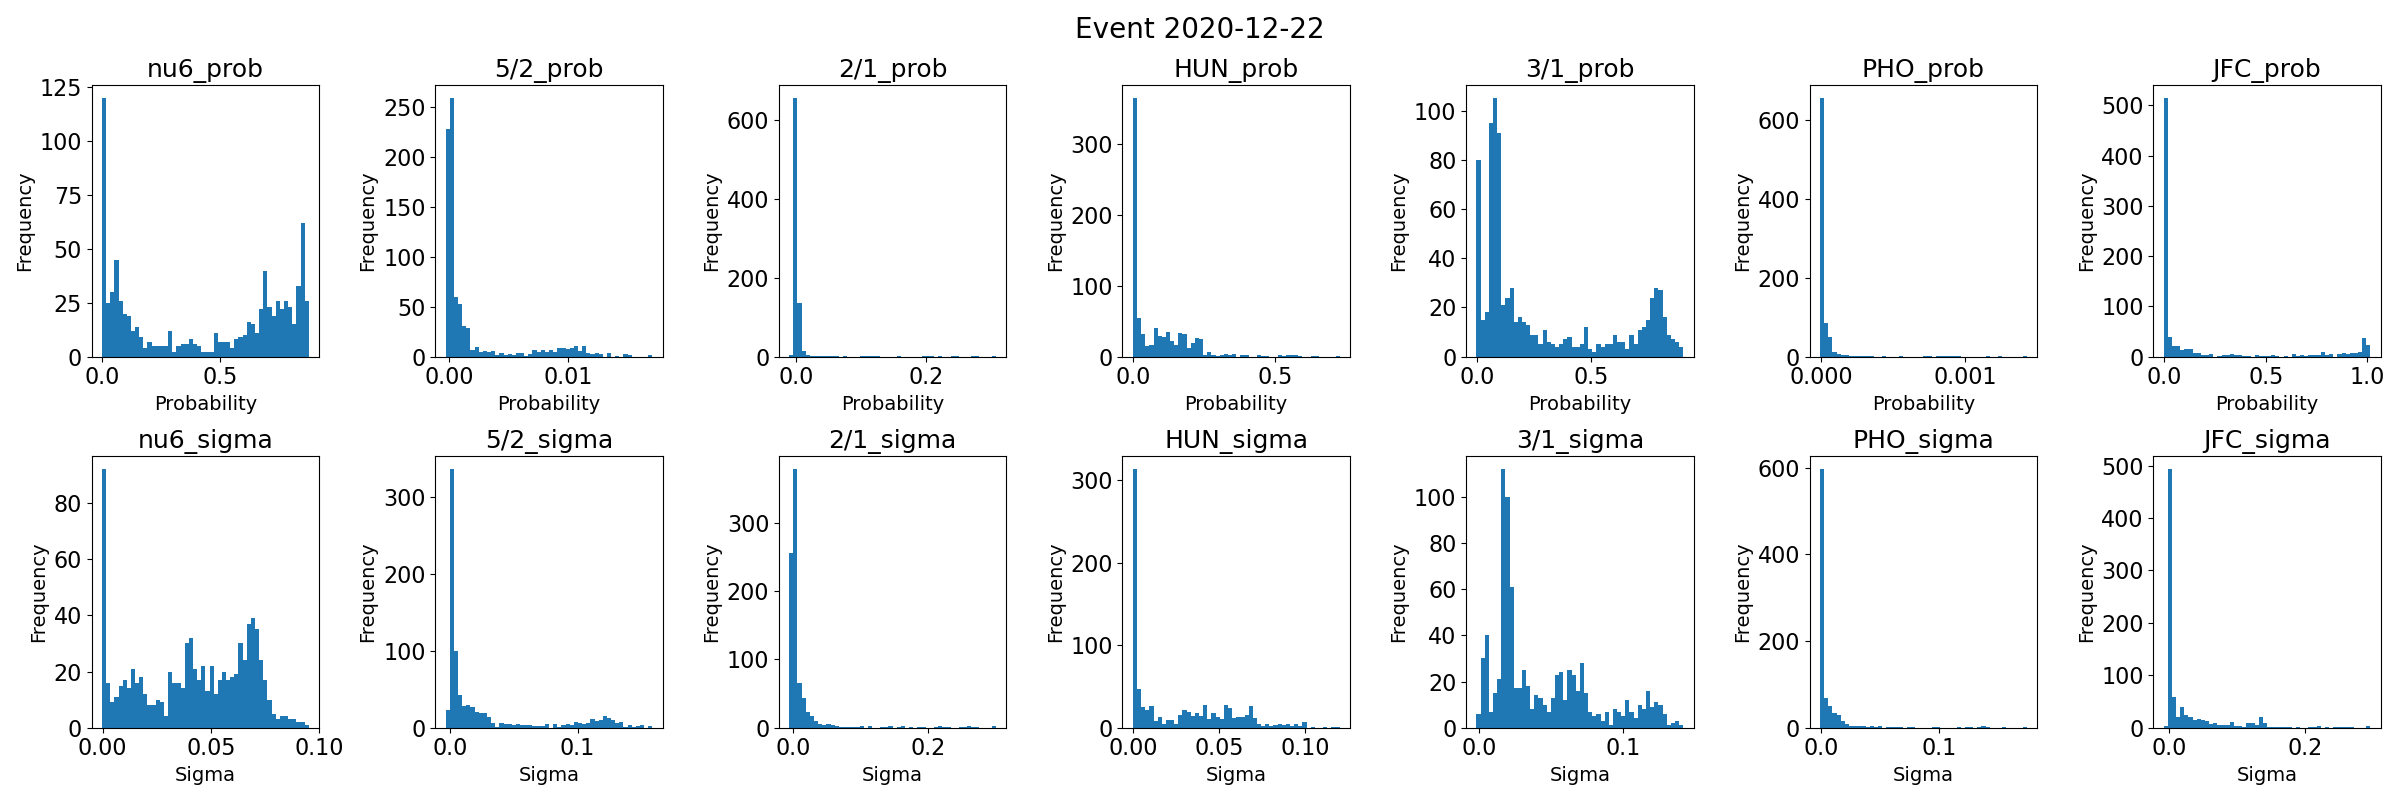 Event 2020-12-22
nu6_prob
125
100
75
50
25
0
Frequency
0.0 0.5
Probability
5/2_prob
250
200
150
100
50
0
Frequency
0.00 0.01
Probability
2/1_prob
600
400
200
0
Frequency
0.0 0.2
Probability
HUN_prob
300
200
100
0
Frequency
0.0 0.5
Probability
3/1_prob
100
80
60
40
20
0
Frequency
0.0 0.5
Probability
PHO_prob
600
400
200
0
Frequency
0.000 0.001
Probability
JFC_prob
500
400
300
200
100
0
Frequency
0.0 0.5 1.0
Probability
nu6_sigma
80
60
40
20
0
Frequency
0.00 0.05 0.10
Sigma
5/2_sigma
300
200
100
0
Frequency
0.0 0.1
Sigma
2/1_sigma
300
200
100
0
Frequency
0.0 0.2
Sigma
HUN_sigma
300
200
100
0
Frequency
0.00 0.05 0.10
Sigma
3/1_sigma
100
80
60
40
20
0
Frequency
0.0 0.1
Sigma
PHO_sigma
600
400
200
0
Frequency
0.0 0.1
Sigma
JFC_sigma
500
400
300
200
100
0
Frequency
0.0 0.2
Sigma